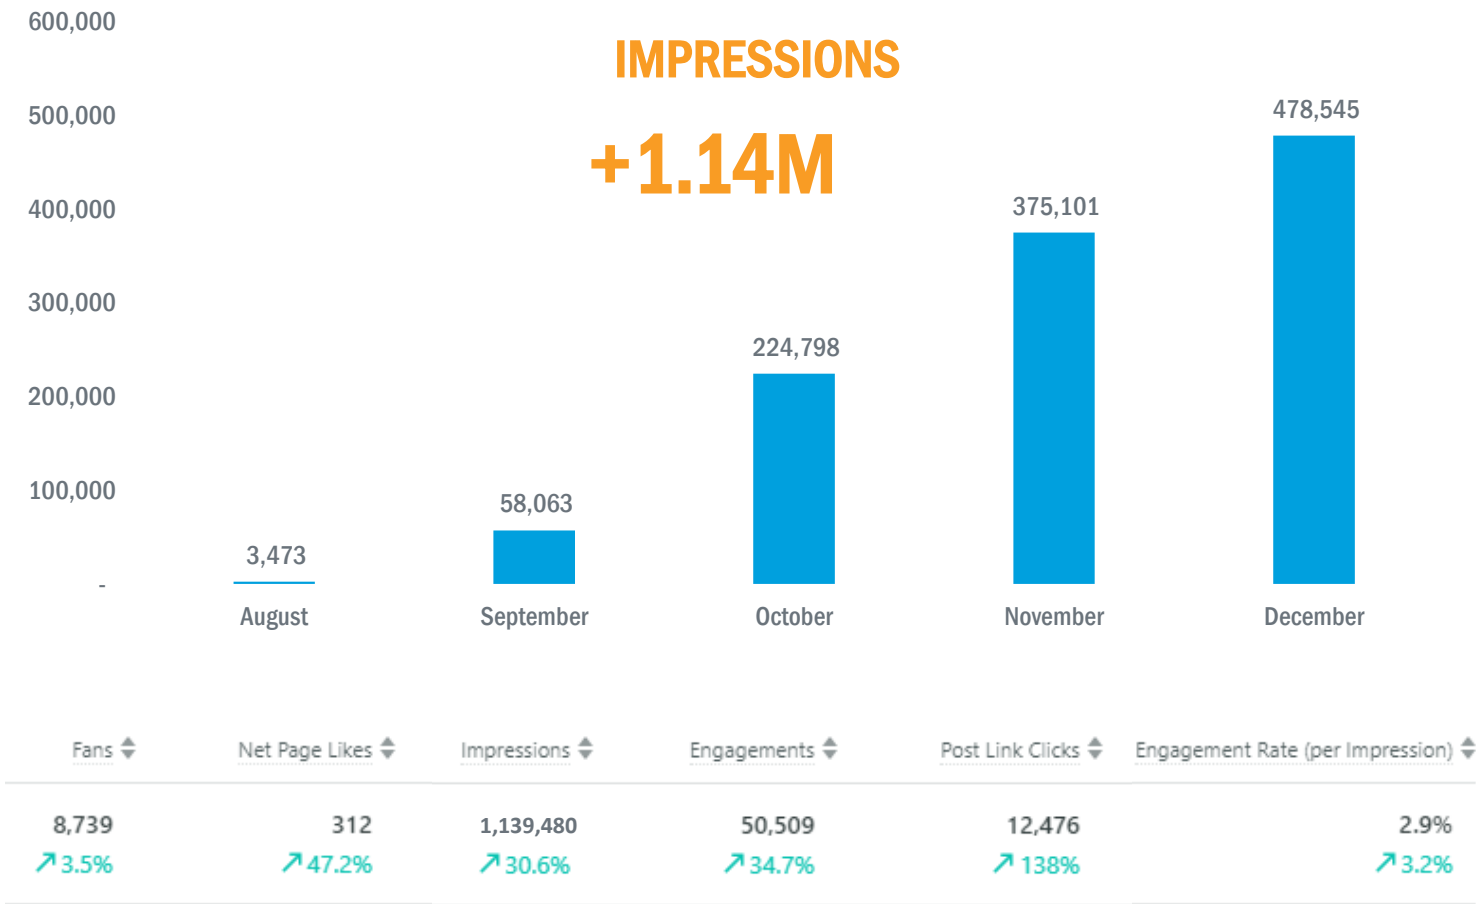 600,000
IMPRESSIONS
500,000
478,545
+1.14M
400,000
375,101
300,000
224,798
200,000
100,000
58,063
3,473
-
August September October November December
Fans Net Page Likes Impressions Engagements Post Link Clicks Engagement Rate (per Impression)
8,739 312 1,139,480 50,509 12,476 2.9%
3.5% 47.2% 30.6% 34.7% 138% 3.2%